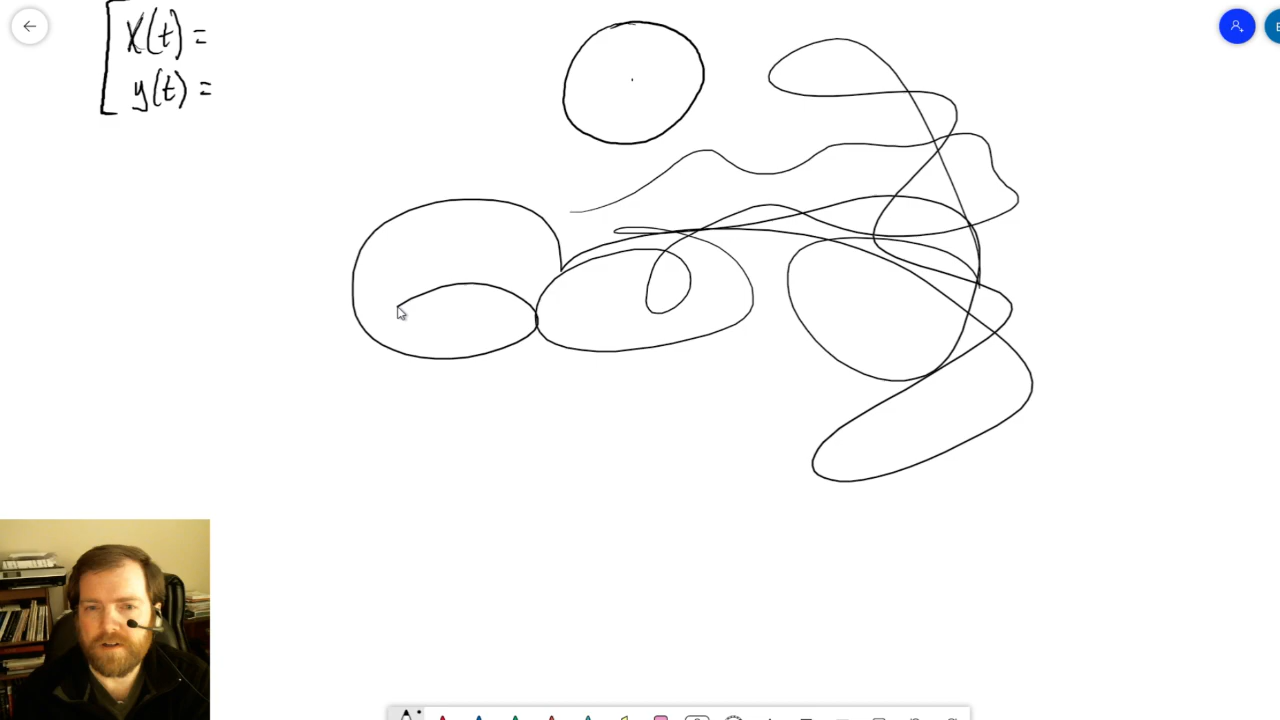 x(t) =
y(t) =